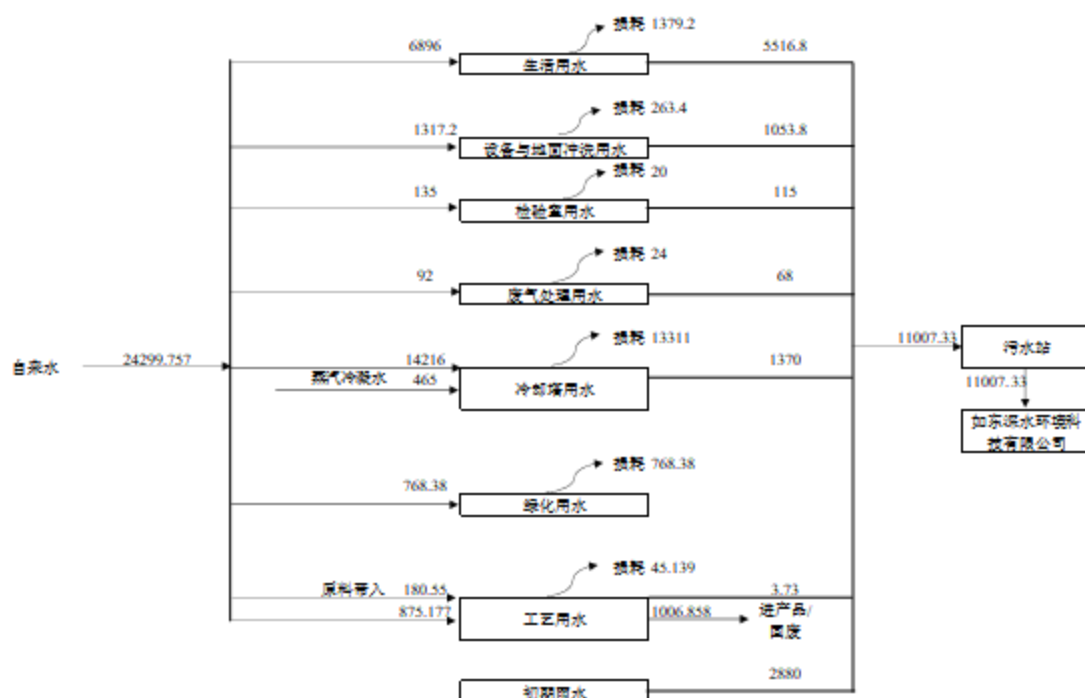 损耗 1379.2
6896
生活用水
5516.8
损耗 263.4
1317.2
设备与地面冲洗用水
1053.8
损耗 20
135
检验室用水
115
损耗 24
92
废气处理用水
68
自来水
24299.757
损耗 13311
14216
蒸汽冷凝水
465
冷却塔用水
1370
11007.33
污水站
11007.33
如东深水环境科
技有限公司
损耗 768.38
768.38
绿化用水
损耗 45.139
原料带入
180.55
875.177
工艺用水
3.73
1006.858
进产品/
固废
初期雨水
2880